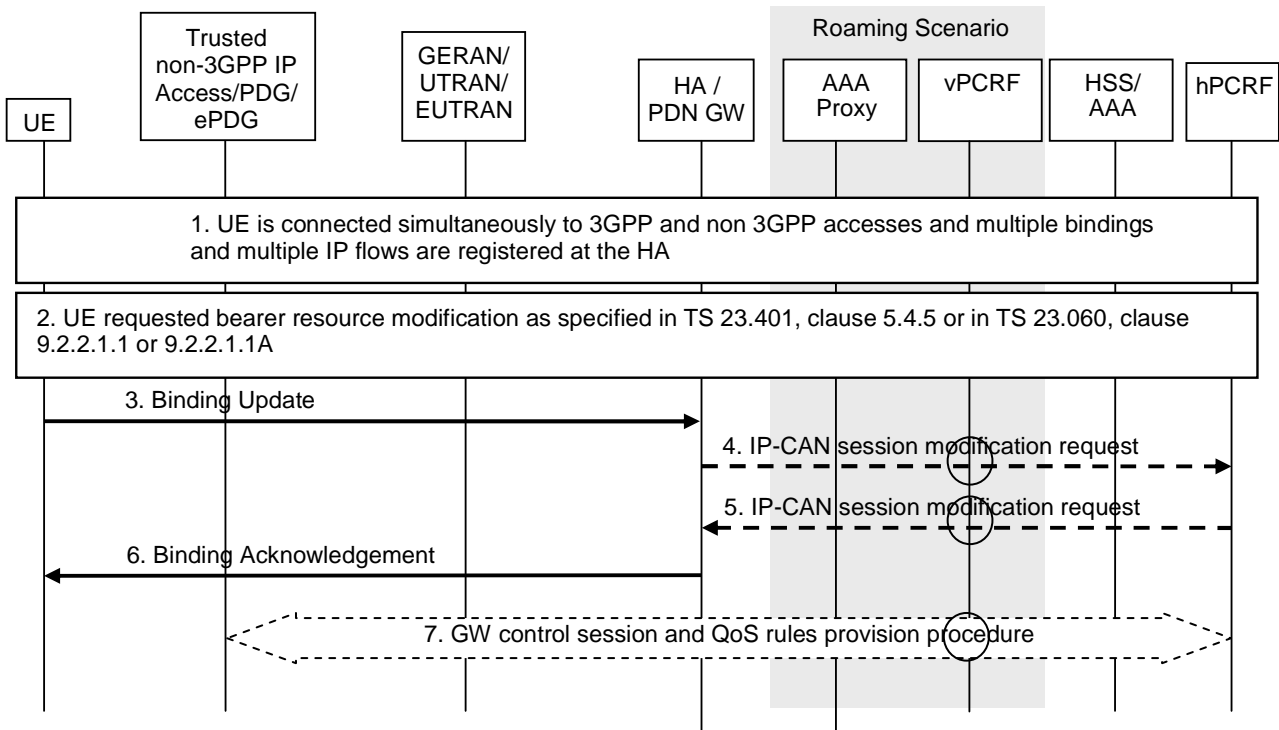 Roaming Scenario
UE
Trusted
non-3GPP IP
Access/PDG/
ePDG
GERAN/
UTRAN/
EUTRAN
HA /
PDN GW
AAA
Proxy
vPCRF
HSS/
AAA
hPCRF
1. UE is connected simultaneously to 3GPP and non 3GPP accesses and multiple bindings
and multiple IP flows are registered at the HA
2. UE requested bearer resource modification as specified in TS 23.401, clause 5.4.5 or in TS 23.060, clause
9.2.2.1.1 or 9.2.2.1.1A
3. Binding Update
4. IP-CAN session modification request
5. IP-CAN session modification request
6. Binding Acknowledgement
7. GW control session and QoS rules provision procedure